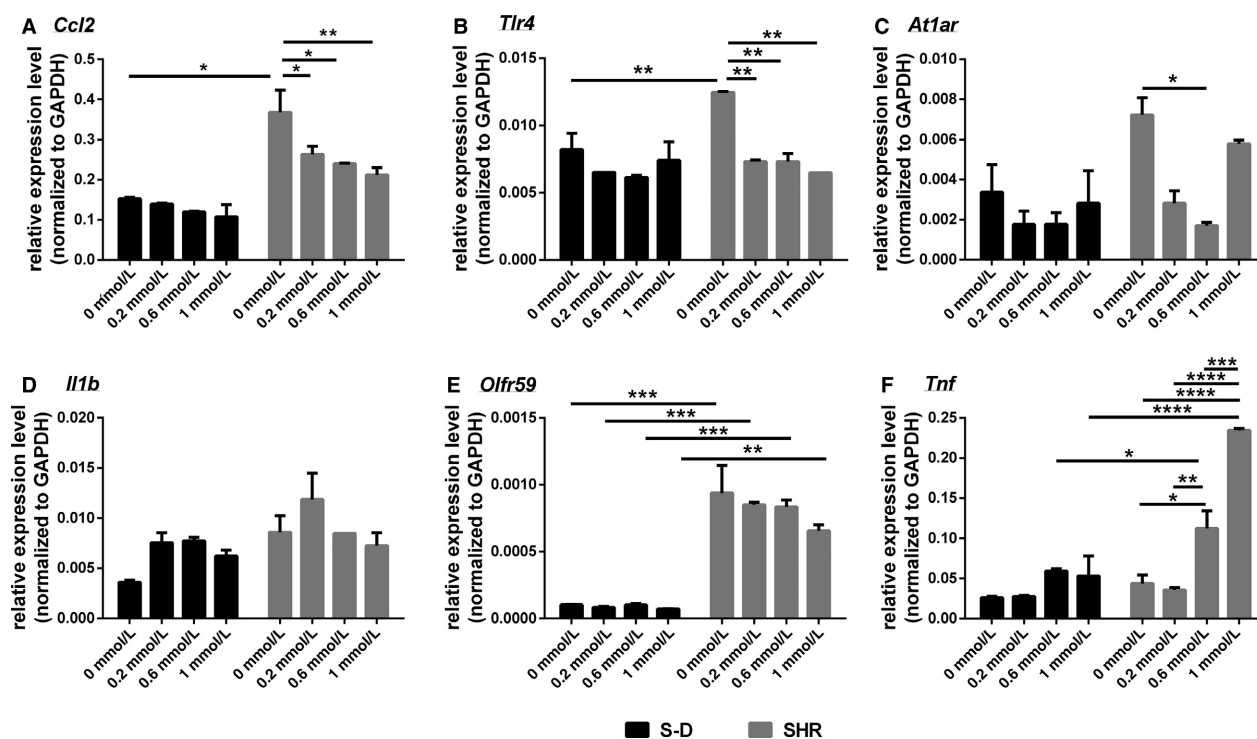 A Ccl2
relative expression level
(normalized to GAPDH)
0.5
0.4
0.3
0.2
0.1
0.0
*
**
*
*
0 mmol/L
0.2 mmol/L
0.6 mmol/L
1 mmol/L
0 mmol/L
0.2 mmol/L
0.6 mmol/L
1 mmol/L
B Tlr4
relative expression level
(normalized to GAPDH)
0.015
0.010
0.005
0.000
**
**
**
**
0 mmol/L
0.2 mmol/L
0.6 mmol/L
1 mmol/L
0 mmol/L
0.2 mmol/L
0.6 mmol/L
1 mmol/L
C At1ar
relative expression level
(normalized to GAPDH)
0.010
0.008
0.006
0.004
0.002
0.000
*
0 mmol/L
0.2 mmol/L
0.6 mmol/L
1 mmol/L
0 mmol/L
0.2 mmol/L
0.6 mmol/L
1 mmol/L
D Il1b
relative expression level
(normalized to GAPDH)
0.020
0.015
0.010
0.005
0.000
0 mmol/L
0.2 mmol/L
0.6 mmol/L
1 mmol/L
0 mmol/L
0.2 mmol/L
0.6 mmol/L
1 mmol/L
E Olfr59
relative expression level
(normalized to GAPDH)
0.0015
0.0010
0.0005
0.0000
***
***
***
**
0 mmol/L
0.2 mmol/L
0.6 mmol/L
1 mmol/L
0 mmol/L
0.2 mmol/L
0.6 mmol/L
1 mmol/L
F Tnf
relative expression level
(normalized to GAPDH)
0.25
0.20
0.15
0.10
0.05
0.00
***
****
****
****
*
**
*
0 mmol/L
0.2 mmol/L
0.6 mmol/L
1 mmol/L
0 mmol/L
0.2 mmol/L
0.6 mmol/L
1 mmol/L
S-D SHR